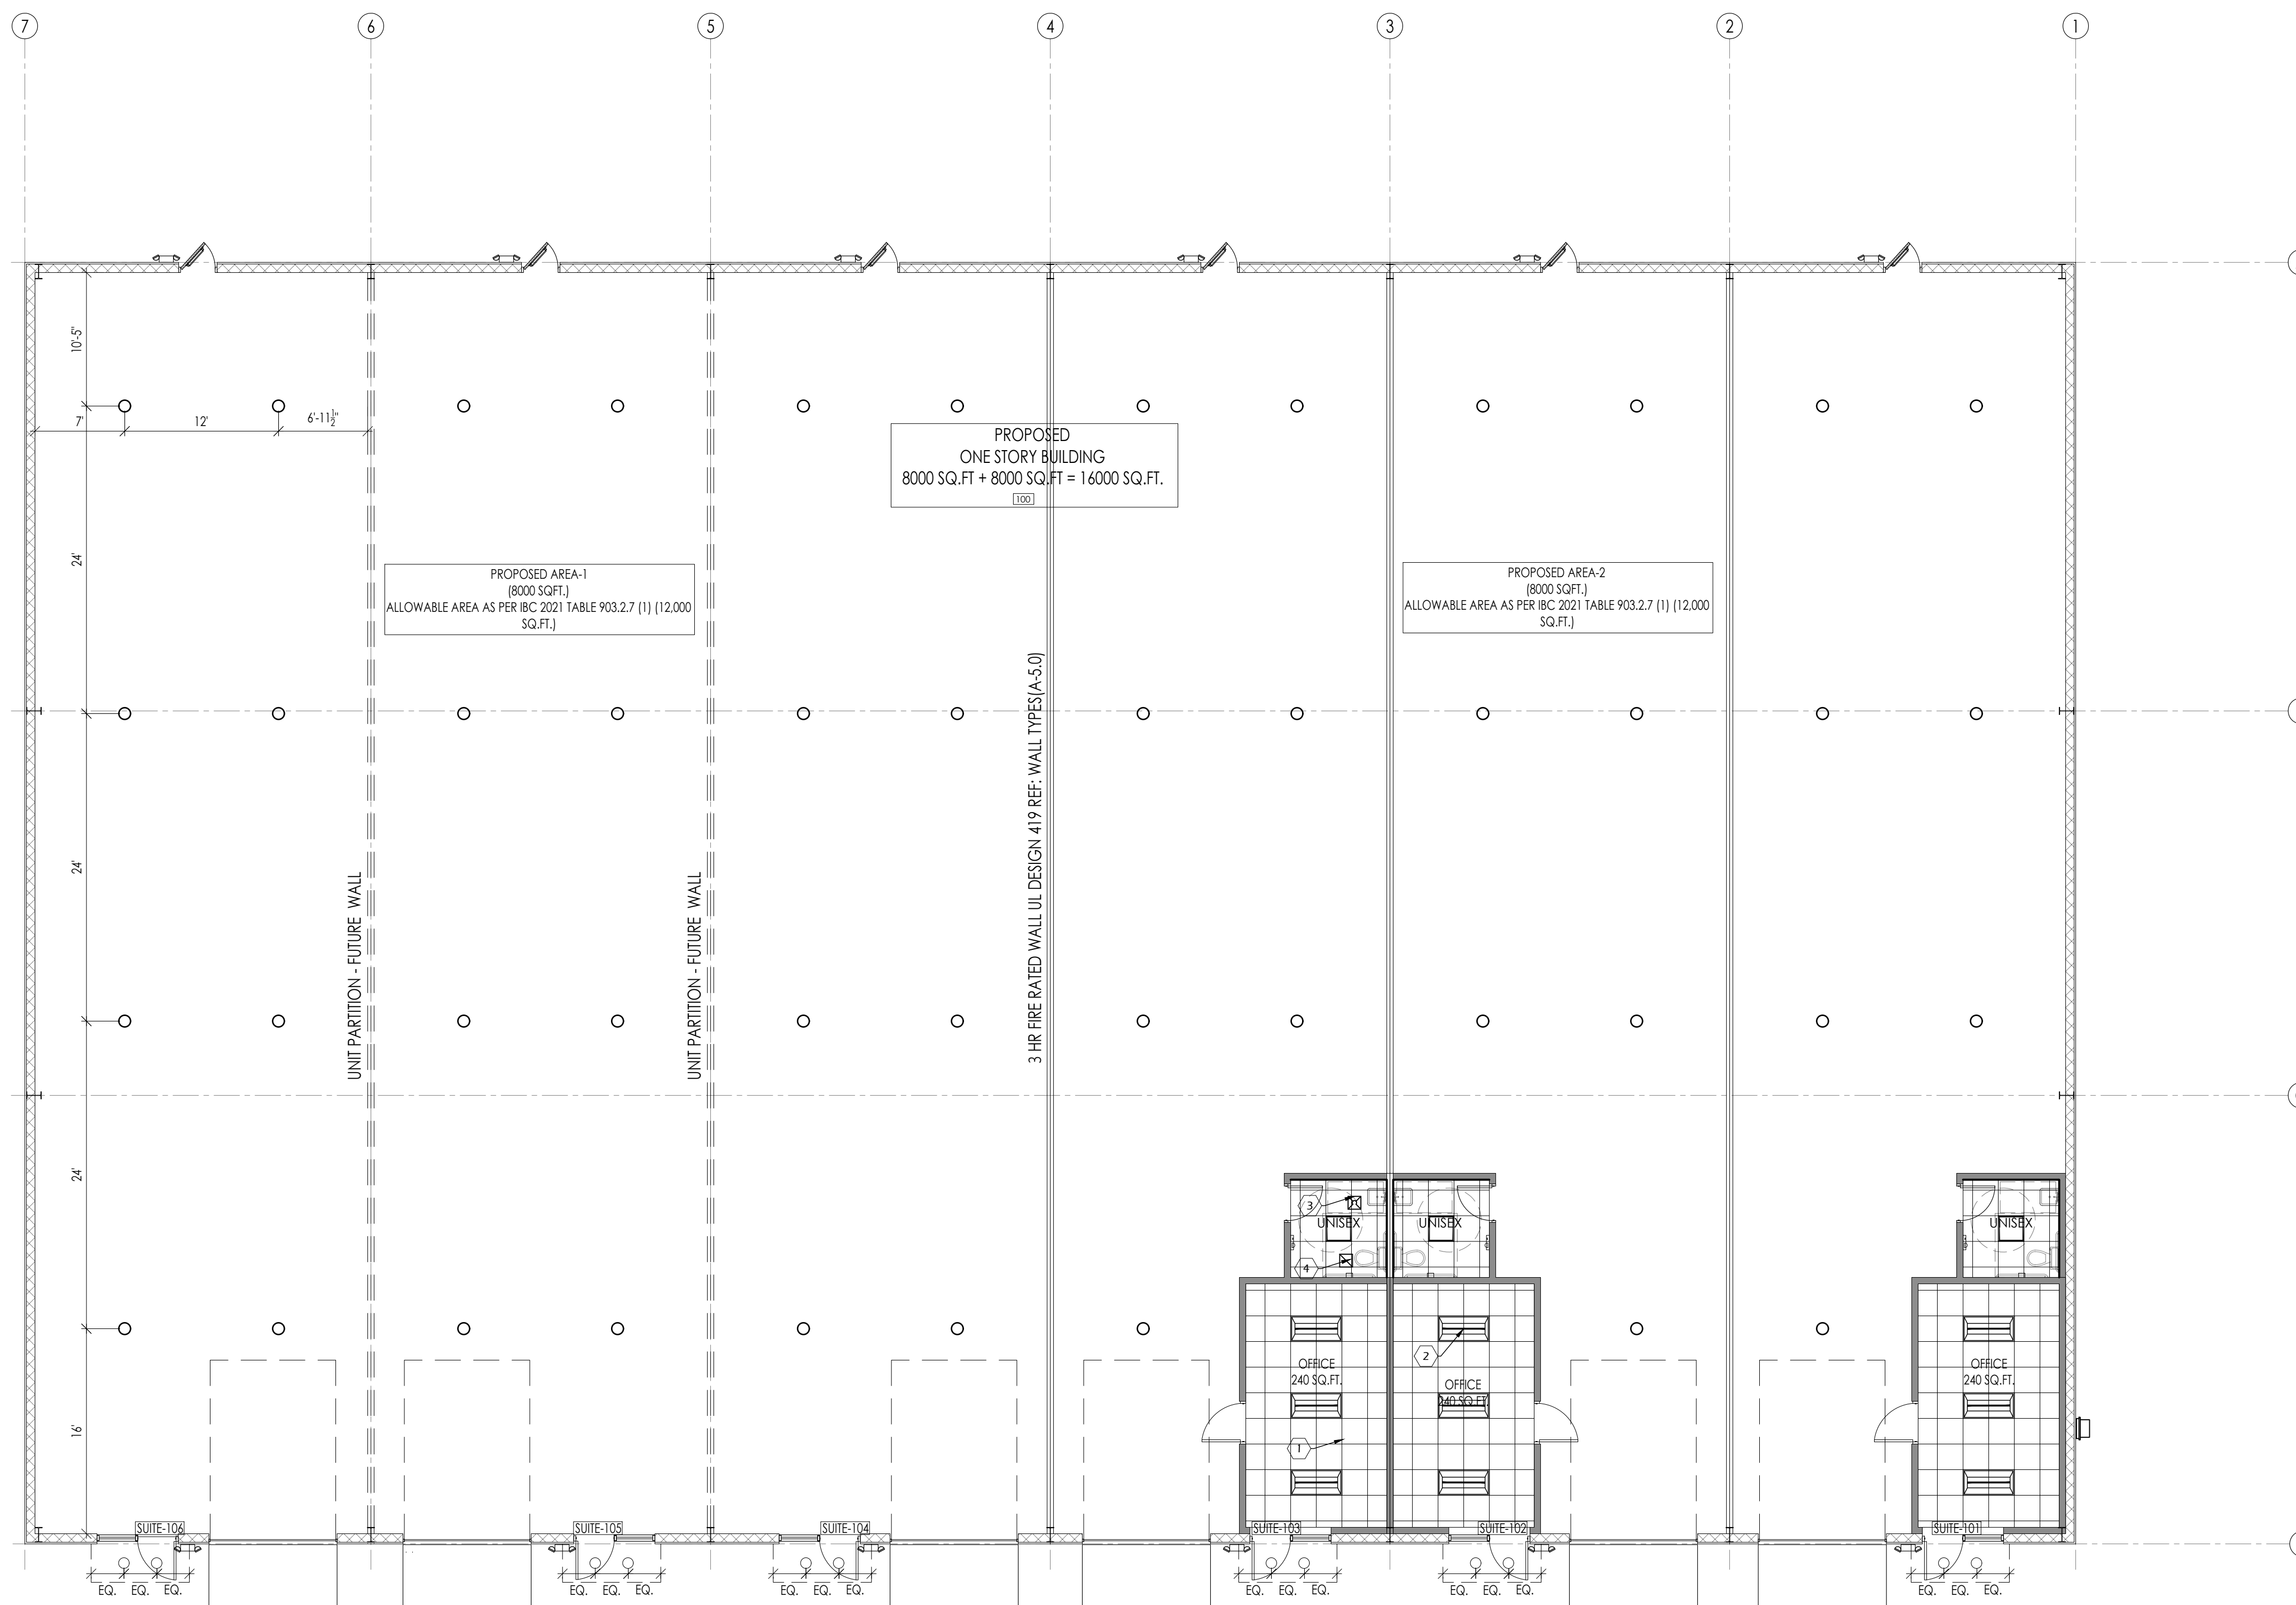 7
6
5
4
3
2
1
10'-5"
7'
12'
6'-11½"
PROPOSED
ONE STORY BUILDING
8000 SQ.FT + 8000 SQ.FT = 16000 SQ.FT.
100
24'
PROPOSED AREA-1
(8000 SQFT.)
ALLOWABLE AREA AS PER IBC 2021 TABLE 903.2.7 (1) (12,000
SQ.FT.)
PROPOSED AREA-2
(8000 SQFT.)
ALLOWABLE AREA AS PER IBC 2021 TABLE 903.2.7 (1) (12,000
SQ.FT.)
3 HR FIRE RATED WALL UL DESIGN 419 REF: WALL TYPES(A-5.0)
24'
UNIT PARTITION - FUTURE WALL
UNIT PARTITION - FUTURE WALL
24'
3
UNISEX
UNISEX
UNISEX
4
2
OFFICE
240 SQ.FT.
OFFICE
240 SQ.FT.
OFFICE
240 SQ.FT.
16'
1
SUITE-106
SUITE-105
SUITE-104
SUITE-103
SUITE-102
SUITE-101
EQ. EQ. EQ.
EQ. EQ. EQ.
EQ. EQ. EQ.
EQ. EQ. EQ.
EQ. EQ. EQ.
EQ. EQ. EQ.